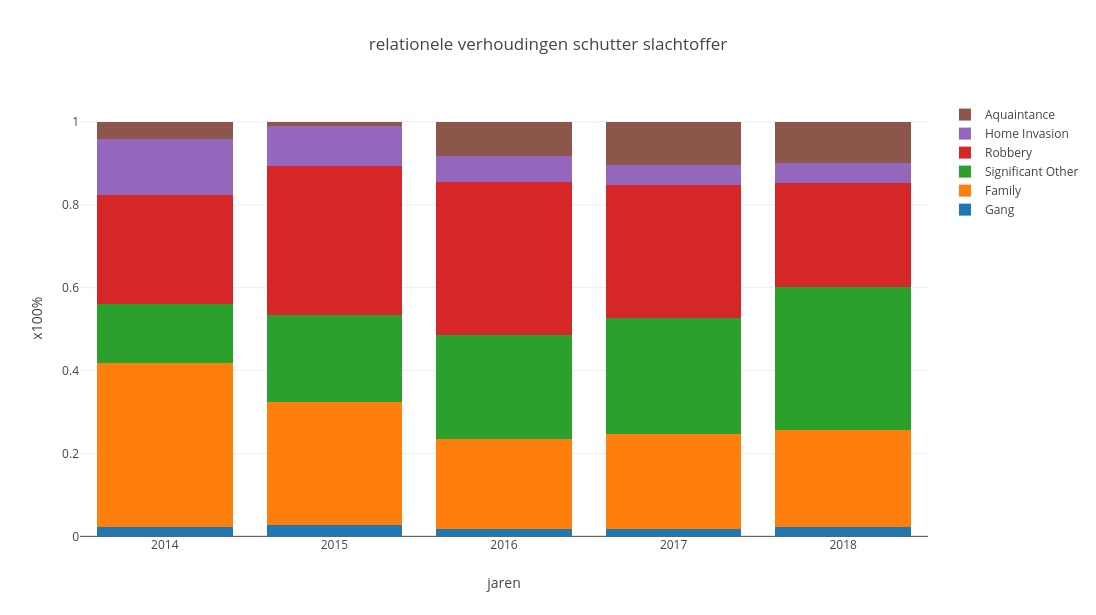 relationele verhoudingen schutter slachtoffer
Aquaintance
Home Invasion
Robbery
Significant Other
Family
Gang
x100%
1
0.8
0.6
0.4
0.2
0
2014 2015 2016 2017 2018
jaren